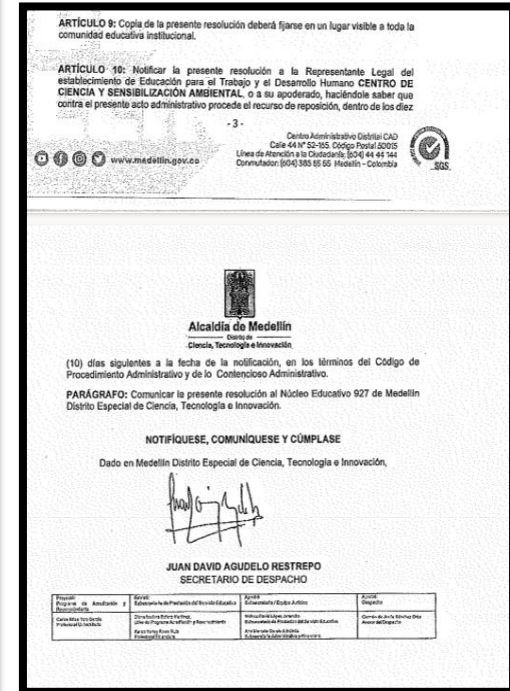 ARTÍCULO 9: Copia de la presente resolución deberá fijarse en un lugar visible a toda la
comunidad educativa institucional.
ARTÍCULO 10: Notificar la presente resolución a la Representante Legal del
establecimiento de Educación para el Trabajo y el Desarrollo Humano CENTRO DE
CIENCIA Y SENSIBILIZACIÓN AMBIENTAL, o a su apoderado, haciéndole saber que
contra el presente acto administrativo procede el recurso de reposición, dentro de los diez
- 3 -
Centro Administrativo Distrital CAD
Calle 44 N° 52-165. Código Postal 50015
Línea de Atención a la Ciudadanía: (604) 44 44 144
Conmutador: (604) 385 55 55 Medellín - Colombia
www.medellin.gov.co
SGS
Alcaldía de Medellín
Distrito de
Ciencia, Tecnología e Innovación
(10) días siguientes a la fecha de la notificación, en los términos del Código de
Procedimiento Administrativo y de lo Contencioso Administrativo.
PARÁGRAFO: Comunicar la presente resolución al Núcleo Educativo 927 de Medellín
Distrito Especial de Ciencia, Tecnología e Innovación.
NOTIFÍQUESE, COMUNÍQUESE Y CÚMPLASE
Dado en Medellín Distrito Especial de Ciencia, Tecnología e Innovación,
JUAN DAVID AGUDELO RESTREPO
SECRETARIO DE DESPACHO